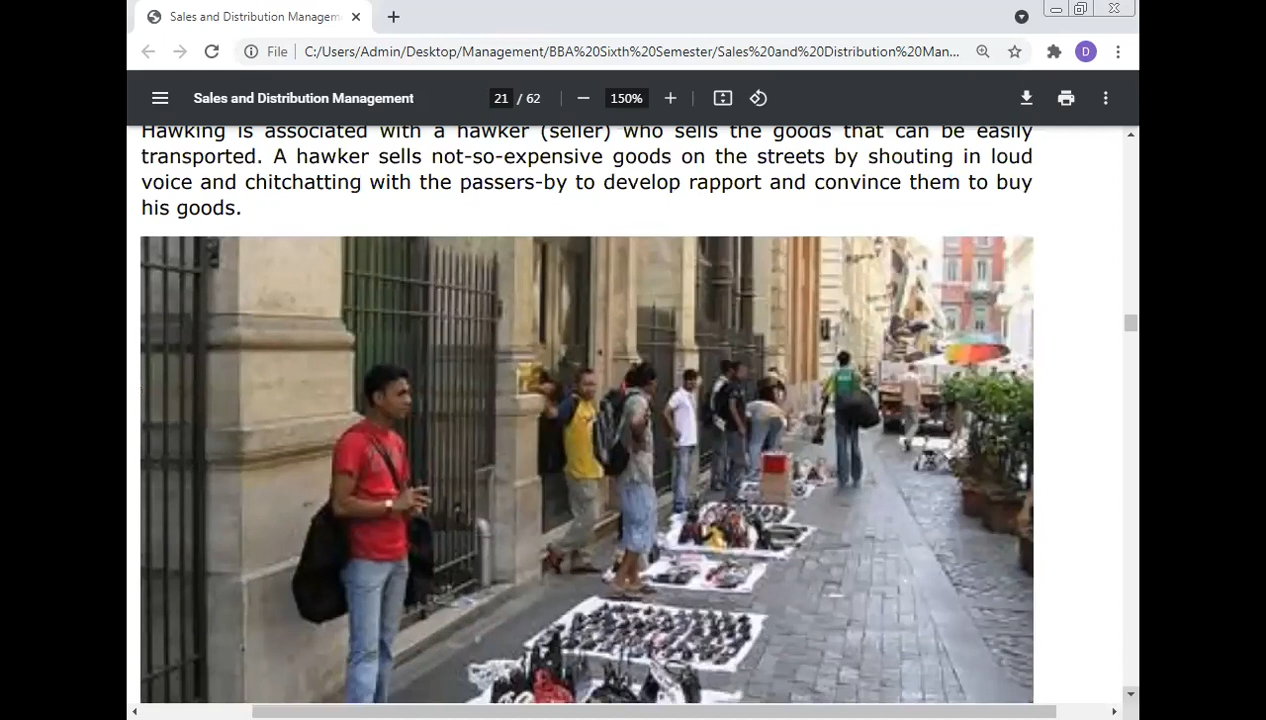 Sales and Distribution Managem
File C:/Users/Admin/Desktop/Management/BBA%20Sixth%20Semester/Sales%20and%20Distribution%20Man...
D
Sales and Distribution Management 21 / 62 150%
Hawking is associated with a hawker (seller) who sells the goods that can be easily
transported. A hawker sells not-so-expensive goods on the streets by shouting in loud
voice and chitchatting with the passers-by to develop rapport and convince them to buy
his goods.